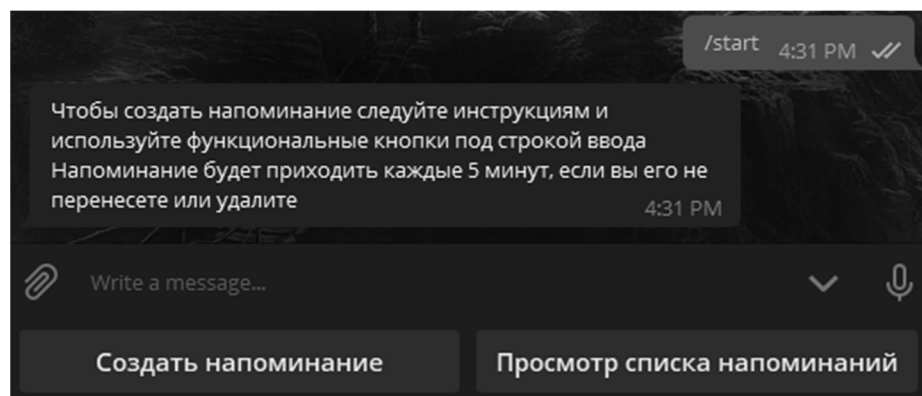 /start 4:31 PM
Чтобы создать напоминание следуйте инструкциям и
используйте функциональные кнопки под строкой ввода
Напоминание будет приходить каждые 5 минут, если вы его не
перенесете или удалите 4:31 PM
Write a message...
Создать напоминание Просмотр списка напоминаний